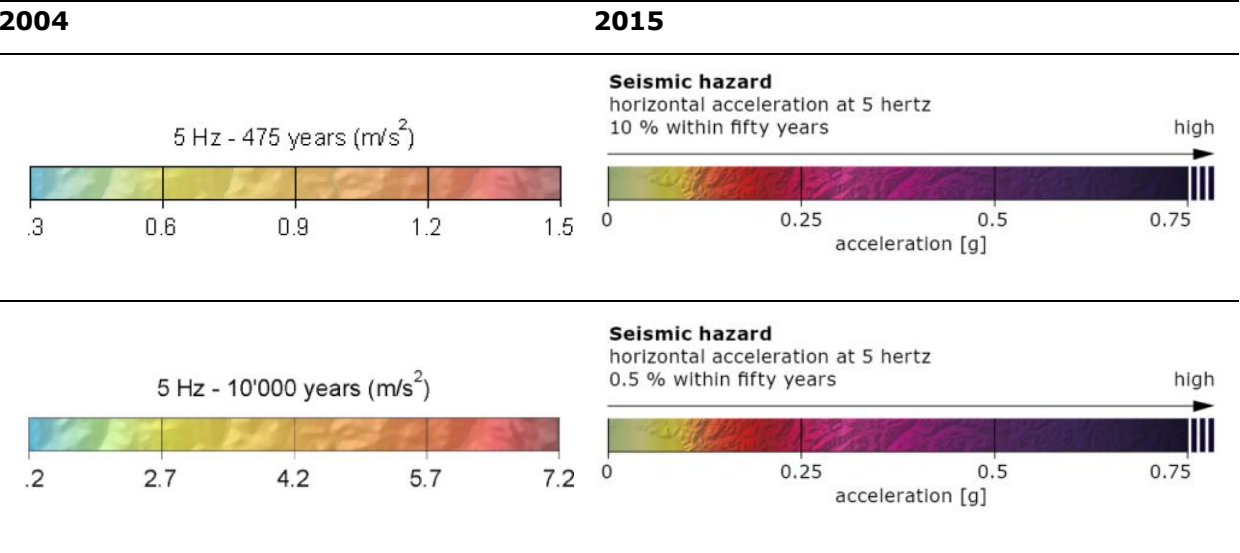 2004
2015
5 Hz - 475 years (m/s²)
.3 0.6 0.9 1.2 1.5
Seismic hazard
horizontal acceleration at 5 hertz
10 % within fifty years
high
0 0.25 0.5 0.75
acceleration [g]
5 Hz - 10'000 years (m/s²)
.2 2.7 4.2 5.7 7.2
Seismic hazard
horizontal acceleration at 5 hertz
0.5 % within fifty years
high
0 0.25 0.5 0.75
acceleration [g]